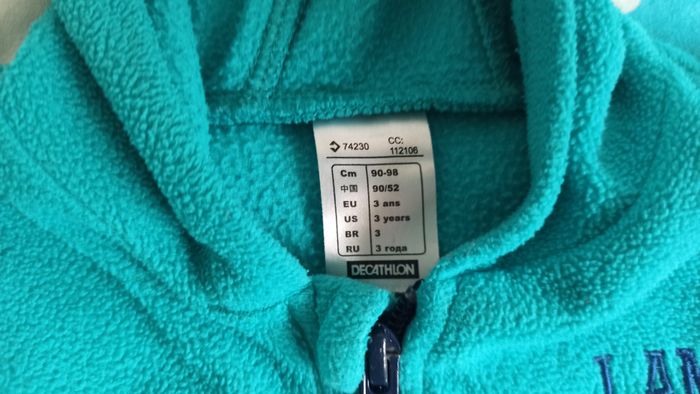 74230 CC: 112106
Cm 90-98
中国 90/52
EU 3 ans
US 3 years
BR 3
RU 3 года
DECATHLON